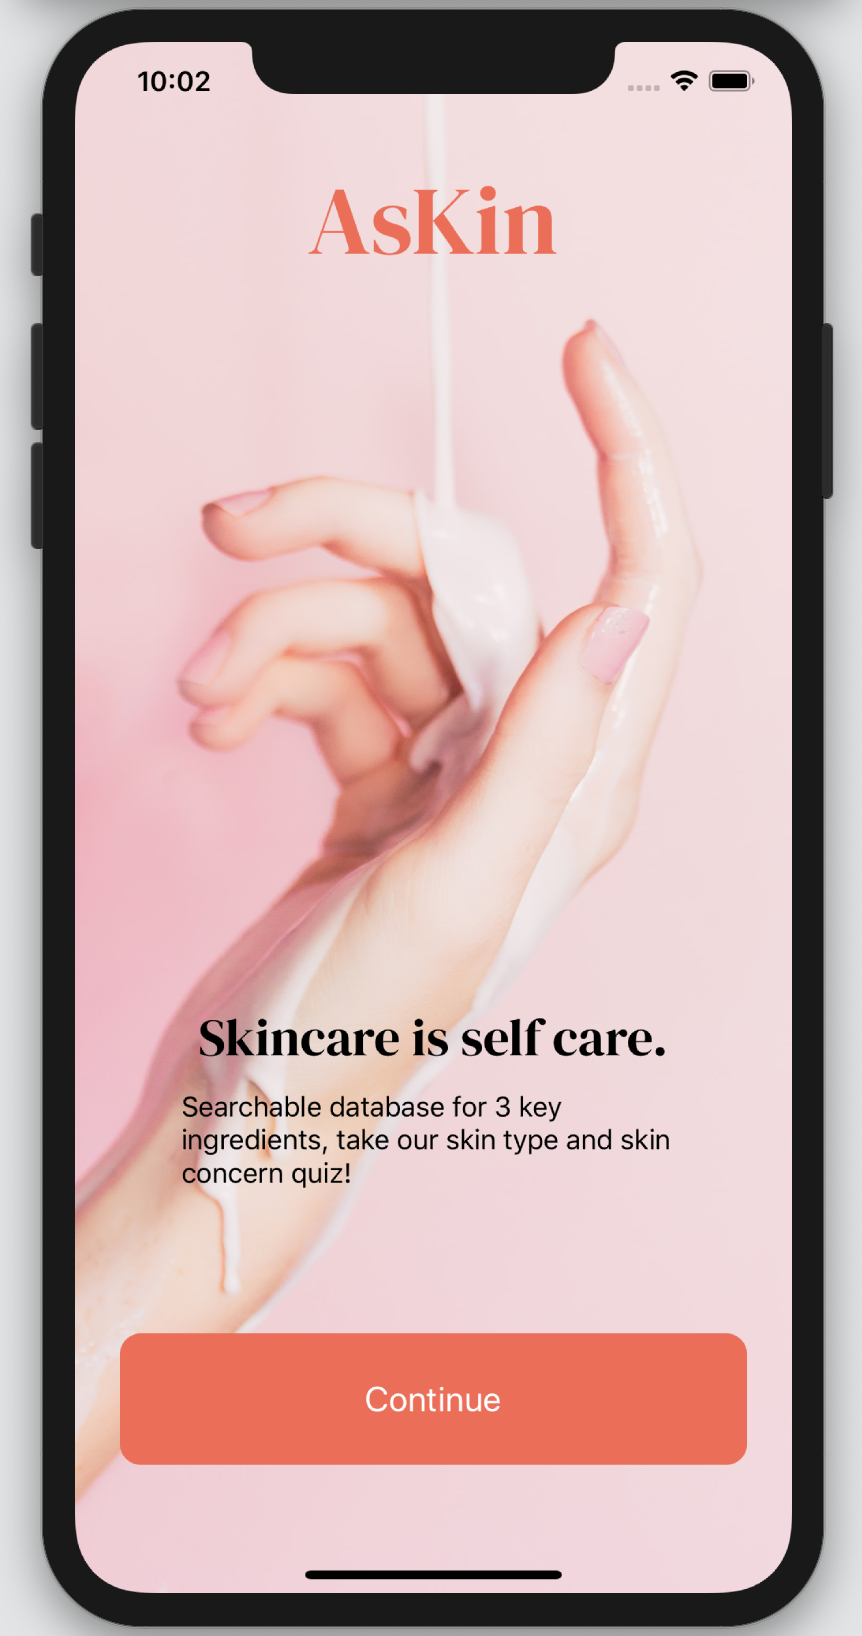 10:02
AsKin
Skincare is self care.
Searchable database for 3 key
ingredients, take our skin type and skin
concern quiz!
Continue